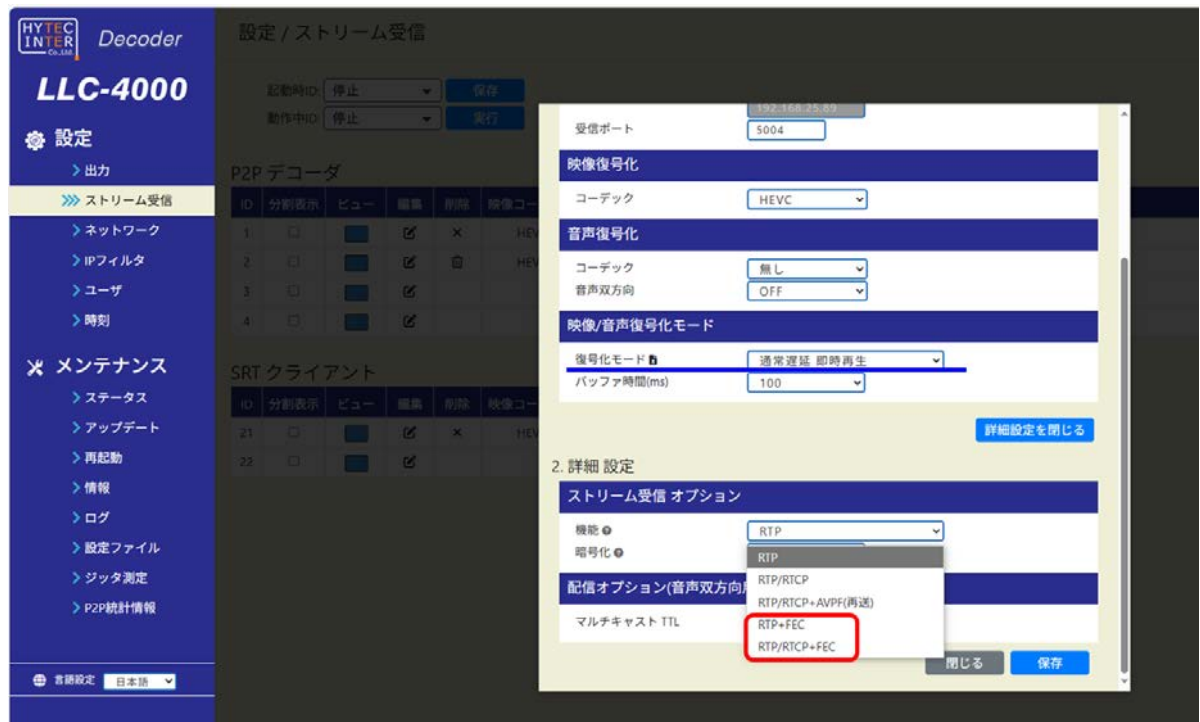 HYTEC
INTER
Co.,Ltd.
Decoder
LLC-4000
設定
出力
ストリーム受信
ネットワーク
IPフィルタ
ユーザ
時刻
メンテナンス
ステータス
アップデート
再起動
情報
ログ
設定ファイル
ジッタ測定
P2P統計情報
言語設定 日本語
設定 / ストリーム受信
起動時ID: 停止 保存
動作中ID: 停止 実行
P2P デコーダ
ID 分割表示 ビュー 編集 削除 映像コー
1 HEV
2 HEV
3
4
SRT クライアント
ID 分割表示 ビュー 編集 削除 映像コー
21 HEV
22
192.168.25.89
受信ポート 5004
映像復号化
コーデック HEVC
音声復号化
コーデック 無し
音声双方向 OFF
映像/音声復号化モード
復号化モード 通常遅延 即時再生
バッファ時間(ms) 100
詳細設定を閉じる
2. 詳細 設定
ストリーム受信 オプション
機能 RTP
暗号化
RTP
RTP/RTCP
RTP/RTCP+AVPF(再送)
RTP+FEC
RTP/RTCP+FEC
配信オプション(音声双方向
マルチキャスト TTL
閉じる 保存